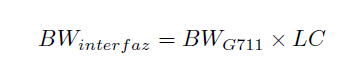 BW_{interfaz} = BW_{G711} × LC